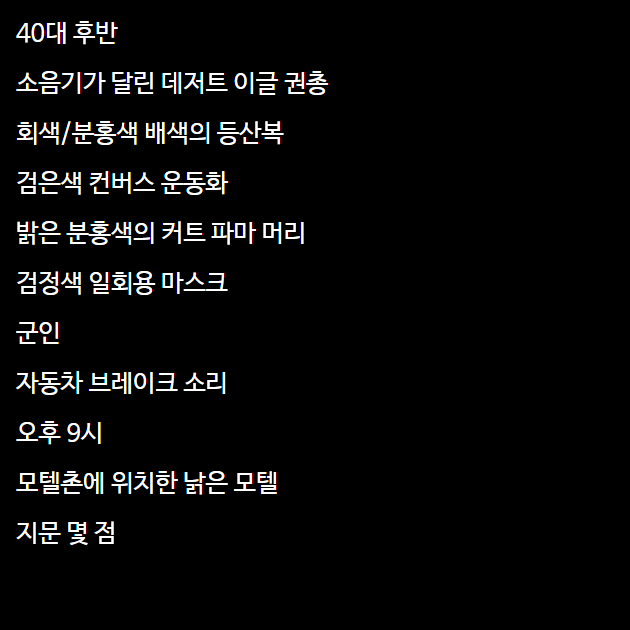 40대 후반
소음기가 달린 데저트 이글 권총
회색/분홍색 배색의 등산복
검은색 컨버스 운동화
밝은 분홍색의 커트 파마 머리
검정색 일회용 마스크
군인
자동차 브레이크 소리
오후 9시
모텔촌에 위치한 낡은 모텔
지문 몇 점